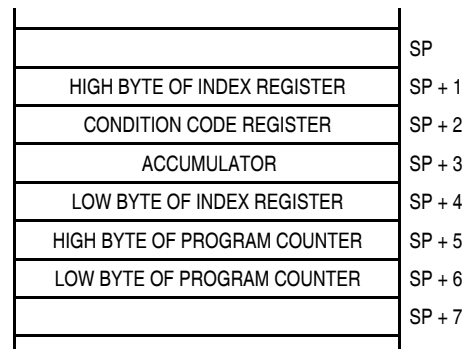 SP
HIGH BYTE OF INDEX REGISTER SP + 1
CONDITION CODE REGISTER SP + 2
ACCUMULATOR SP + 3
LOW BYTE OF INDEX REGISTER SP + 4
HIGH BYTE OF PROGRAM COUNTER SP + 5
LOW BYTE OF PROGRAM COUNTER SP + 6
SP + 7